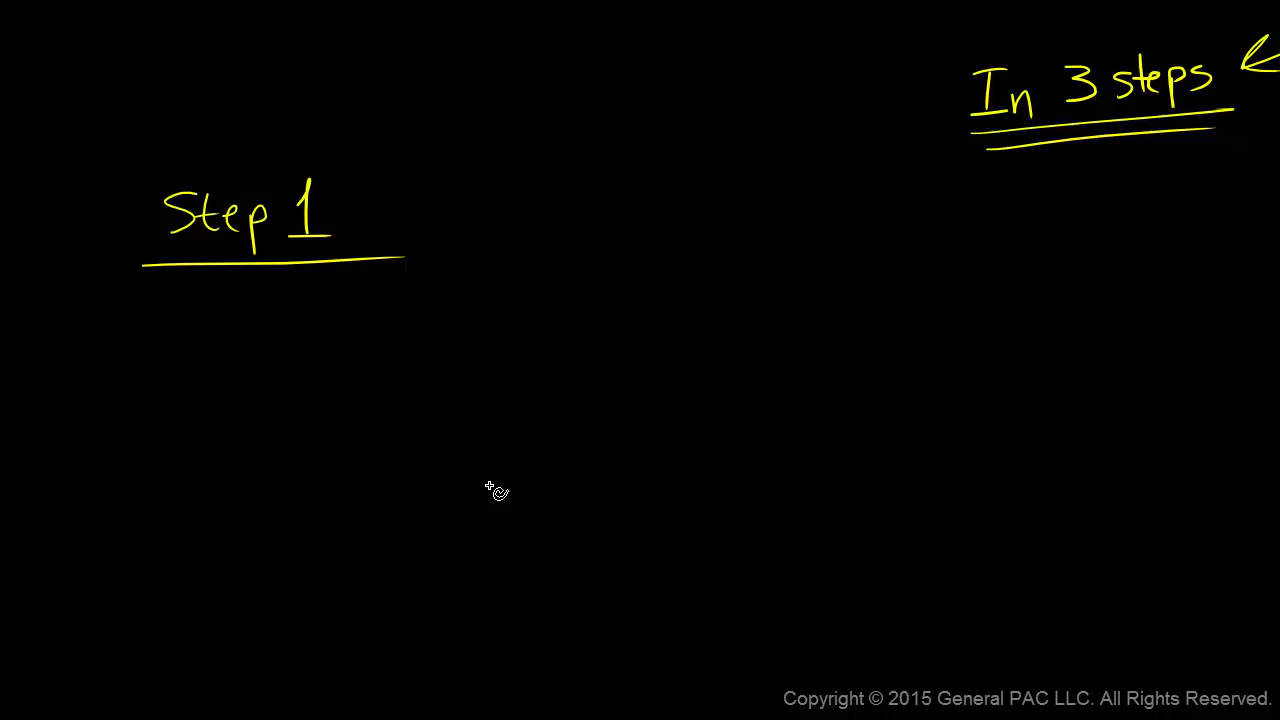 In 3 steps
Step 1
Copyright © 2015 General PAC LLC. All Rights Reserved.